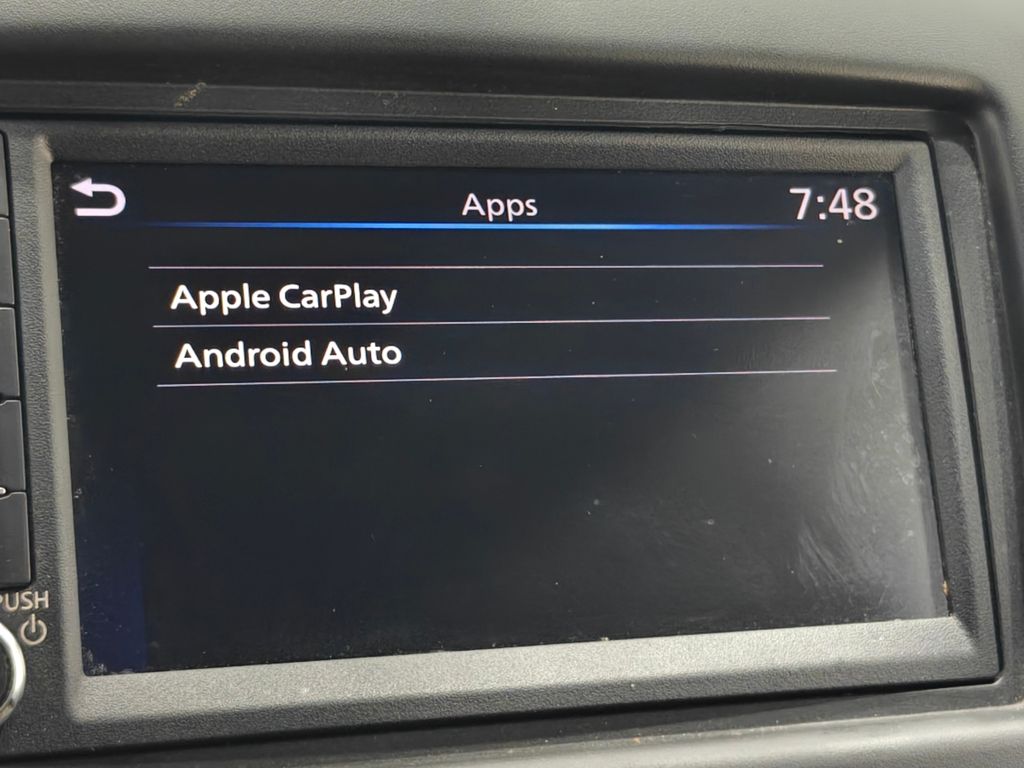 Apps
7:48
Apple CarPlay
Android Auto
PUSH